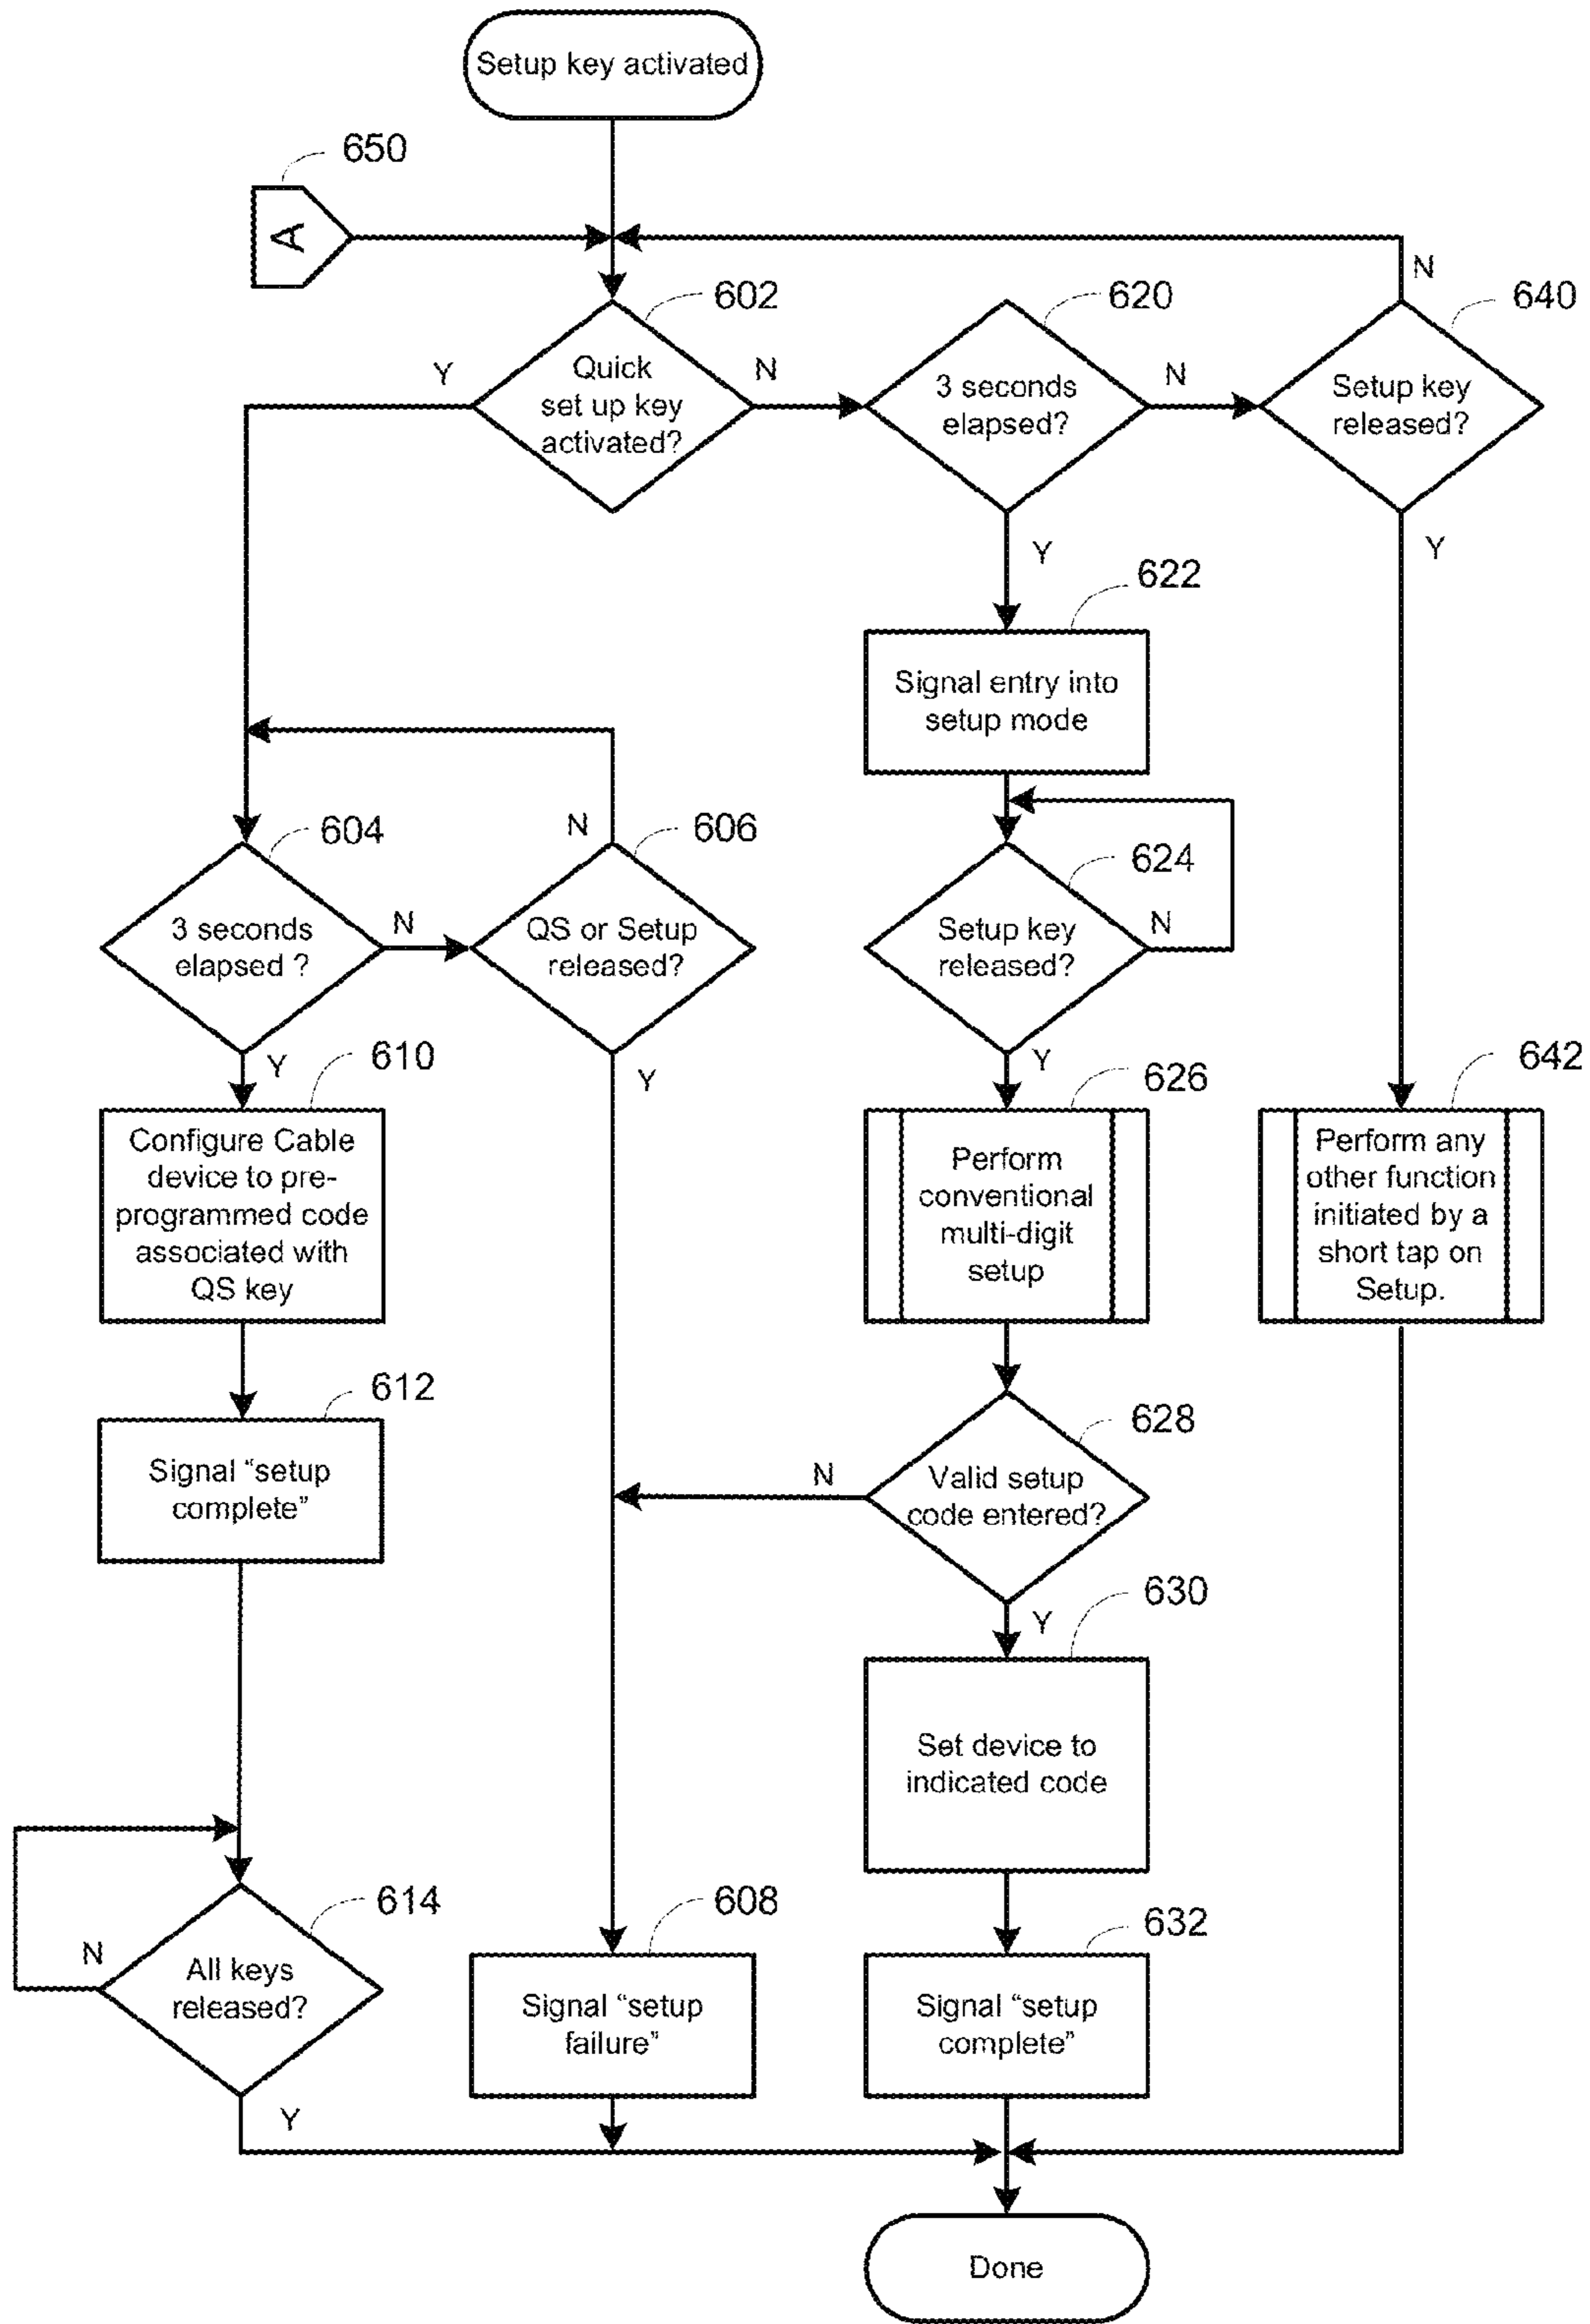 Setup key activated
650
A
N
602
620
640
Y
Quick
set up key
activated?
N
3 seconds
elapsed?
N
Setup key
released?
Y
Y
622
Signal entry into
setup mode
604
N
606
624
3 seconds
elapsed ?
N
QS or Setup
released?
Setup key
released?
N
Y
610
Y
Y
626
642
Configure Cable
device to pre-
programmed code
associated with
QS key
Perform
conventional
multi-digit
setup
Perform any
other function
initiated by a
short tap on
Setup.
612
628
Signal “setup
complete”
N
Valid setup
code entered?
630
Y
Set device to
indicated code
614
608
632
N
All keys
released?
Signal “setup
failure”
Signal “setup
complete”
Y
Done